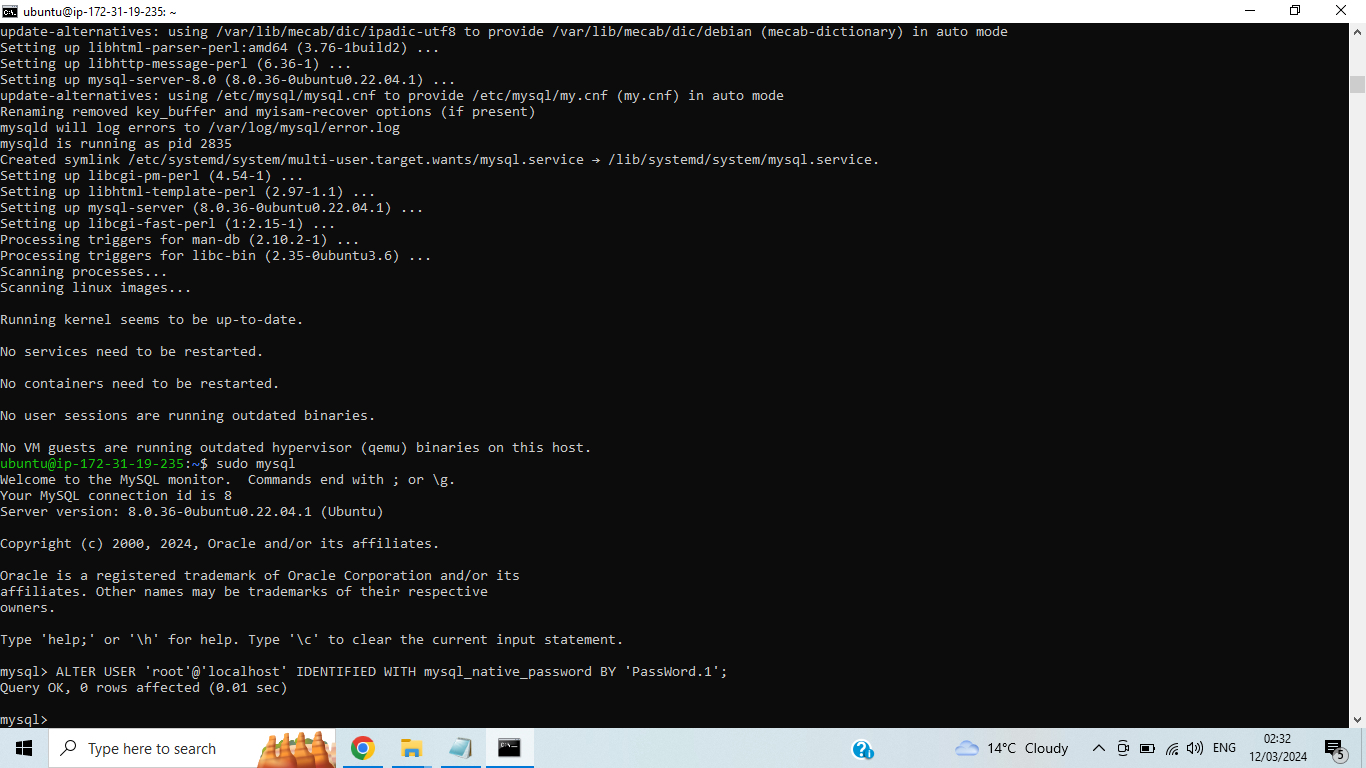 ubuntu@ip-172-31-19-235: ~
update-alternatives: using /var/lib/mecab/dic/ipadic-utf8 to provide /var/lib/mecab/dic/debian (mecab-dictionary) in auto mode
Setting up libhtml-parser-perl:amd64 (3.76-1build2) ...
Setting up libhttp-message-perl (6.36-1) ...
Setting up mysql-server-8.0 (8.0.36-0ubuntu0.22.04.1) ...
update-alternatives: using /etc/mysql/mysql.cnf to provide /etc/mysql/my.cnf (my.cnf) in auto mode
Renaming removed key_buffer and myisam-recover options (if present)
mysqld will log errors to /var/log/mysql/error.log
mysqld is running as pid 2835
Created symlink /etc/systemd/system/multi-user.target.wants/mysql.service → /lib/systemd/system/mysql.service.
Setting up libcgi-pm-perl (4.54-1) ...
Setting up libhtml-template-perl (2.97-1.1) ...
Setting up mysql-server (8.0.36-0ubuntu0.22.04.1) ...
Setting up libcgi-fast-perl (1:2.15-1) ...
Processing triggers for man-db (2.10.2-1) ...
Processing triggers for libc-bin (2.35-0ubuntu3.6) ...
Scanning processes...
Scanning linux images...
Running kernel seems to be up-to-date.
No services need to be restarted.
No containers need to be restarted.
No user sessions are running outdated binaries.
No VM guests are running outdated hypervisor (qemu) binaries on this host.
ubuntu@ip-172-31-19-235:~$ sudo mysql
Welcome to the MySQL monitor.  Commands end with ; or \g.
Your MySQL connection id is 8
Server version: 8.0.36-0ubuntu0.22.04.1 (Ubuntu)
Copyright (c) 2000, 2024, Oracle and/or its affiliates.
Oracle is a registered trademark of Oracle Corporation and/or its
affiliates. Other names may be trademarks of their respective
owners.
Type 'help;' or '\h' for help. Type '\c' to clear the current input statement.
mysql> ALTER USER 'root'@'localhost' IDENTIFIED WITH mysql_native_password BY 'PassWord.1';
Query OK, 0 rows affected (0.01 sec)
mysql>
Type here to search
14°C Cloudy
ENG
02:32
12/03/2024
5